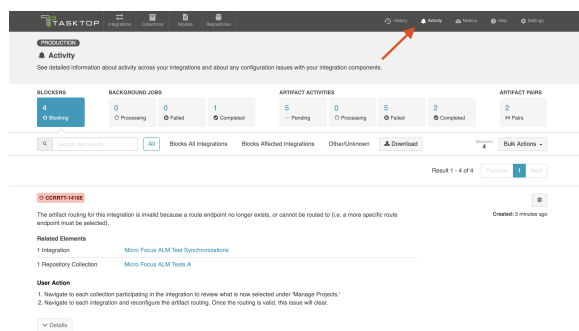 TASKTOP
Integrations Collections Models Repositories
History Activity Metrics Help Settings
PRODUCTION
Activity
See detailed information about activity across your integrations and about any configuration issues with your integration components.
BLOCKERS BACKGROUND JOBS ARTIFACT ACTIVITIES ARTIFACT PAIRS
4 0 0 1 5 0 5 2 2
Blocking Processing Failed Completed Pending Processing Failed Completed Pairs
All Blocks All Integrations Blocks Affected Integrations Other/Unknown Download
4 Bulk Actions
Result 1 - 4 of 4 Previous 1 Next
CCRRTT-1415E
The artifact routing for this integration is invalid because a route endpoint no longer exists, or cannot be routed to (i.e. a more specific route
endpoint must be selected).
Created: 3 minutes ago
Related Elements
1 Integration Micro Focus ALM Test Synchronizations
1 Repository Collection Micro Focus ALM Tests A
User Action
1. Navigate to each collection participating in the integration to review what is now selected under 'Manage Projects.'
2. Navigate to each integration and reconfigure the artifact routing. Once the routing is valid, this issue will clear.
Details